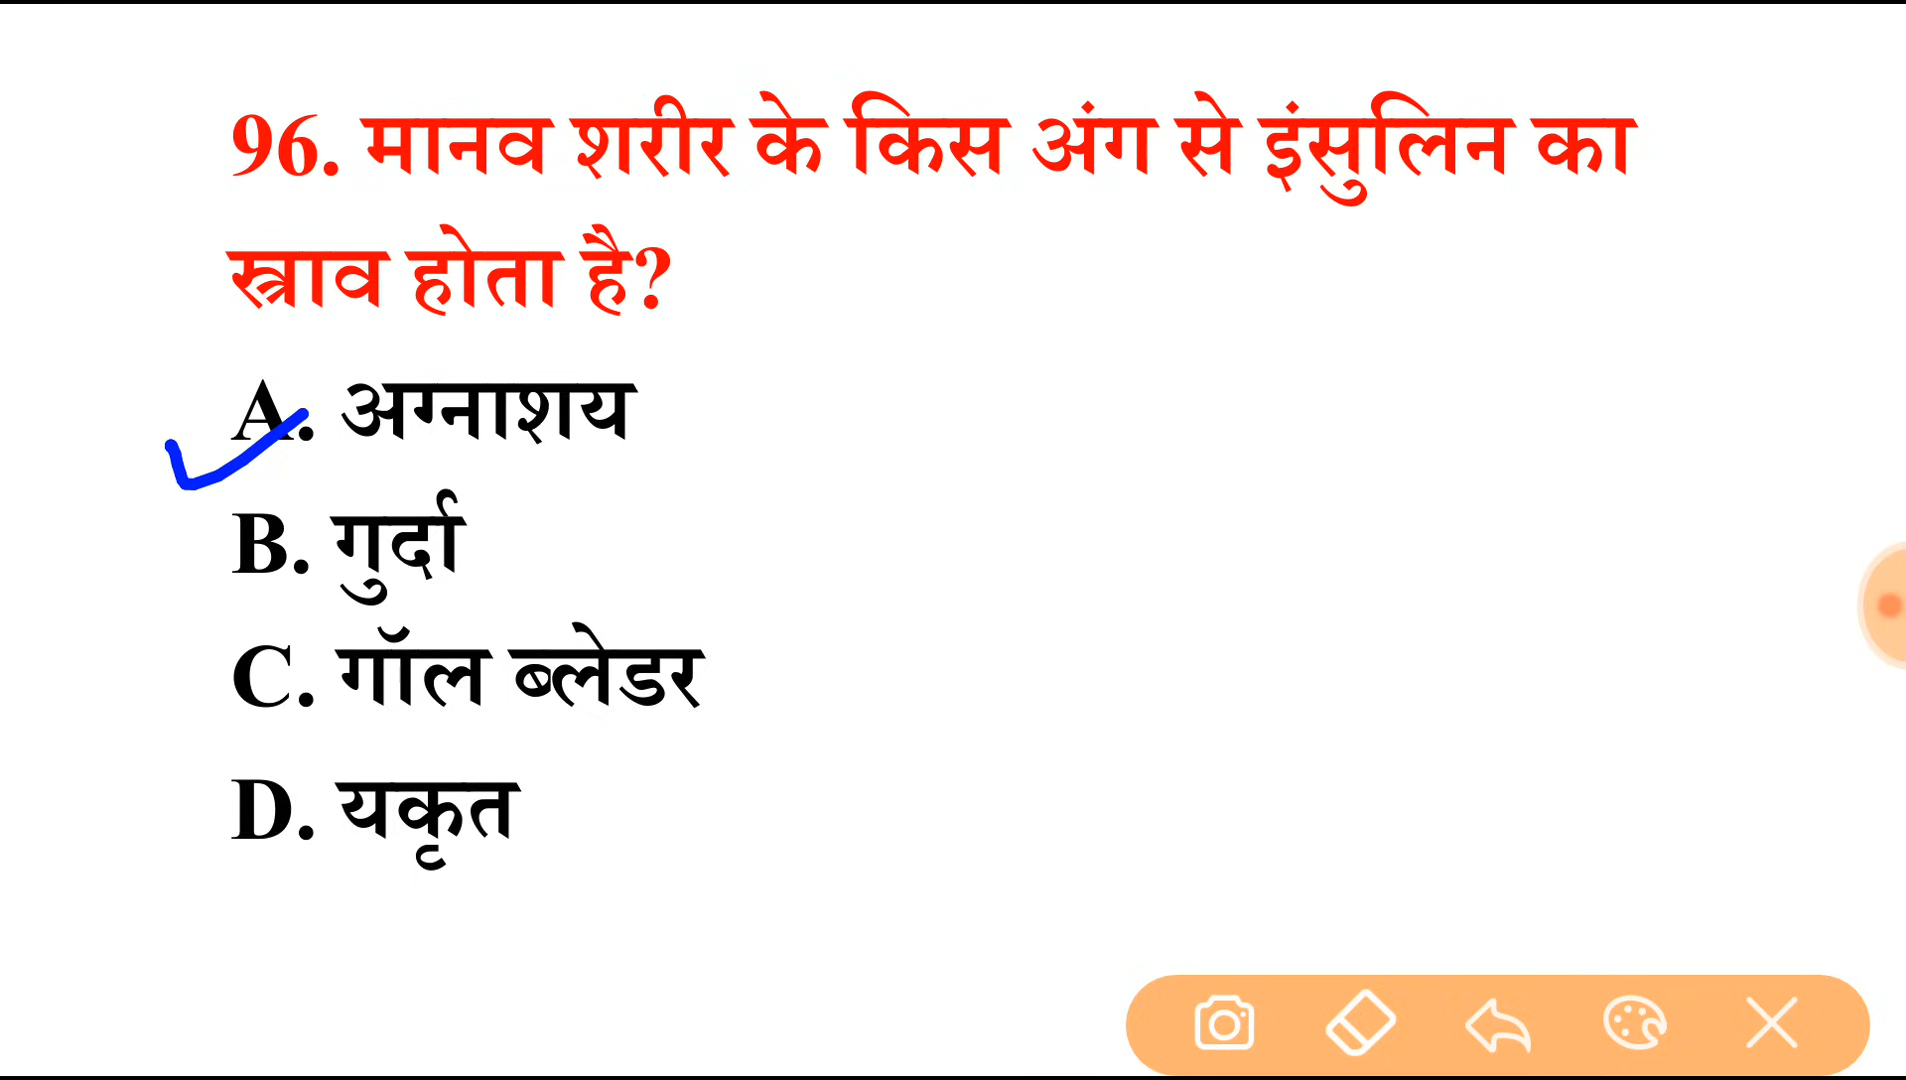 96. मानव शरीर के किस अंग से इंसुलिन का
स्त्राव होता है?
A. अग्नाशय
B. गुर्दा
C. गॉल ब्लेडर
D. यकृत